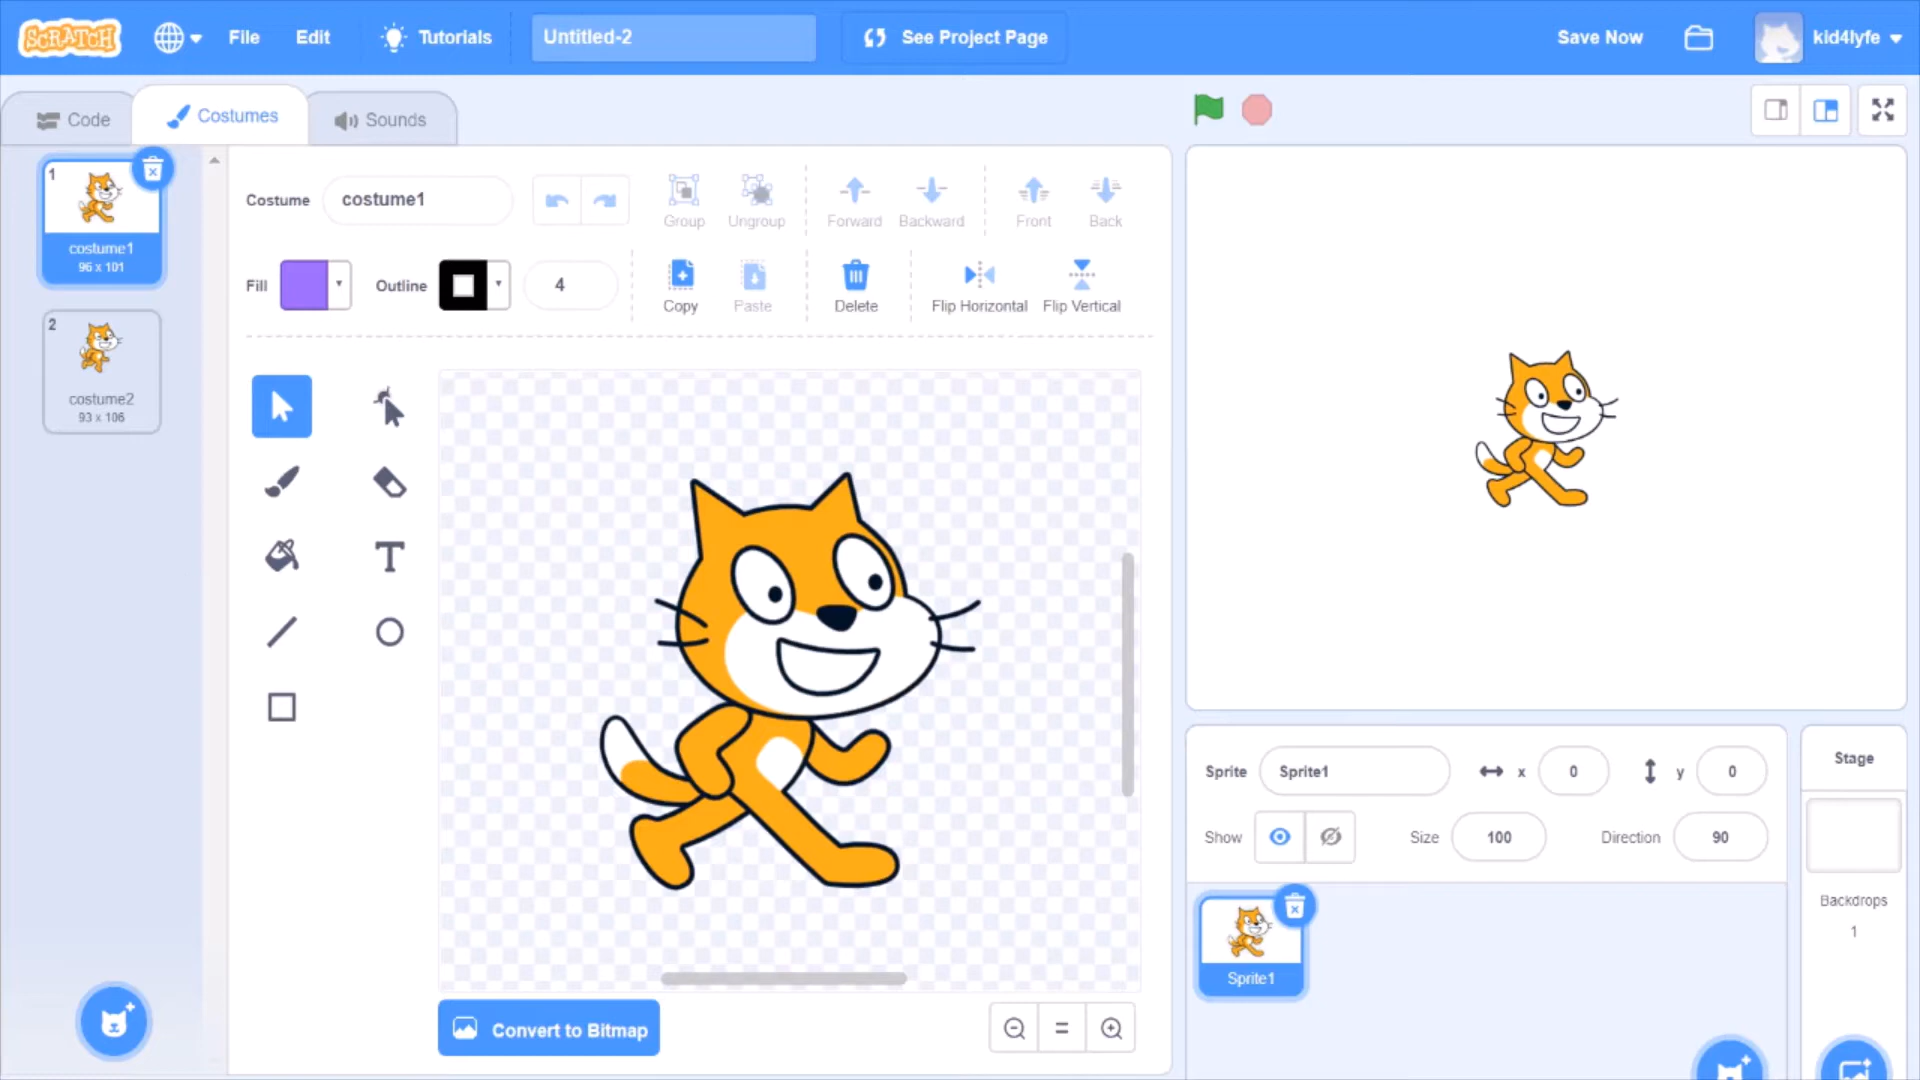 SCRATCH File Edit Tutorials Untitled-2 See Project Page Save Now kid4lyfe
Code Costumes Sounds
1
costume1
96 x 101
2
costume2
93 x 106
Costume costume1 Group Ungroup Forward Backward Front Back
Fill Outline 4 Copy Paste Delete Flip Horizontal Flip Vertical
T
Convert to Bitmap
Sprite Sprite1 x 0 y 0
Show Size 100 Direction 90
Sprite1
Stage
Backdrops
1